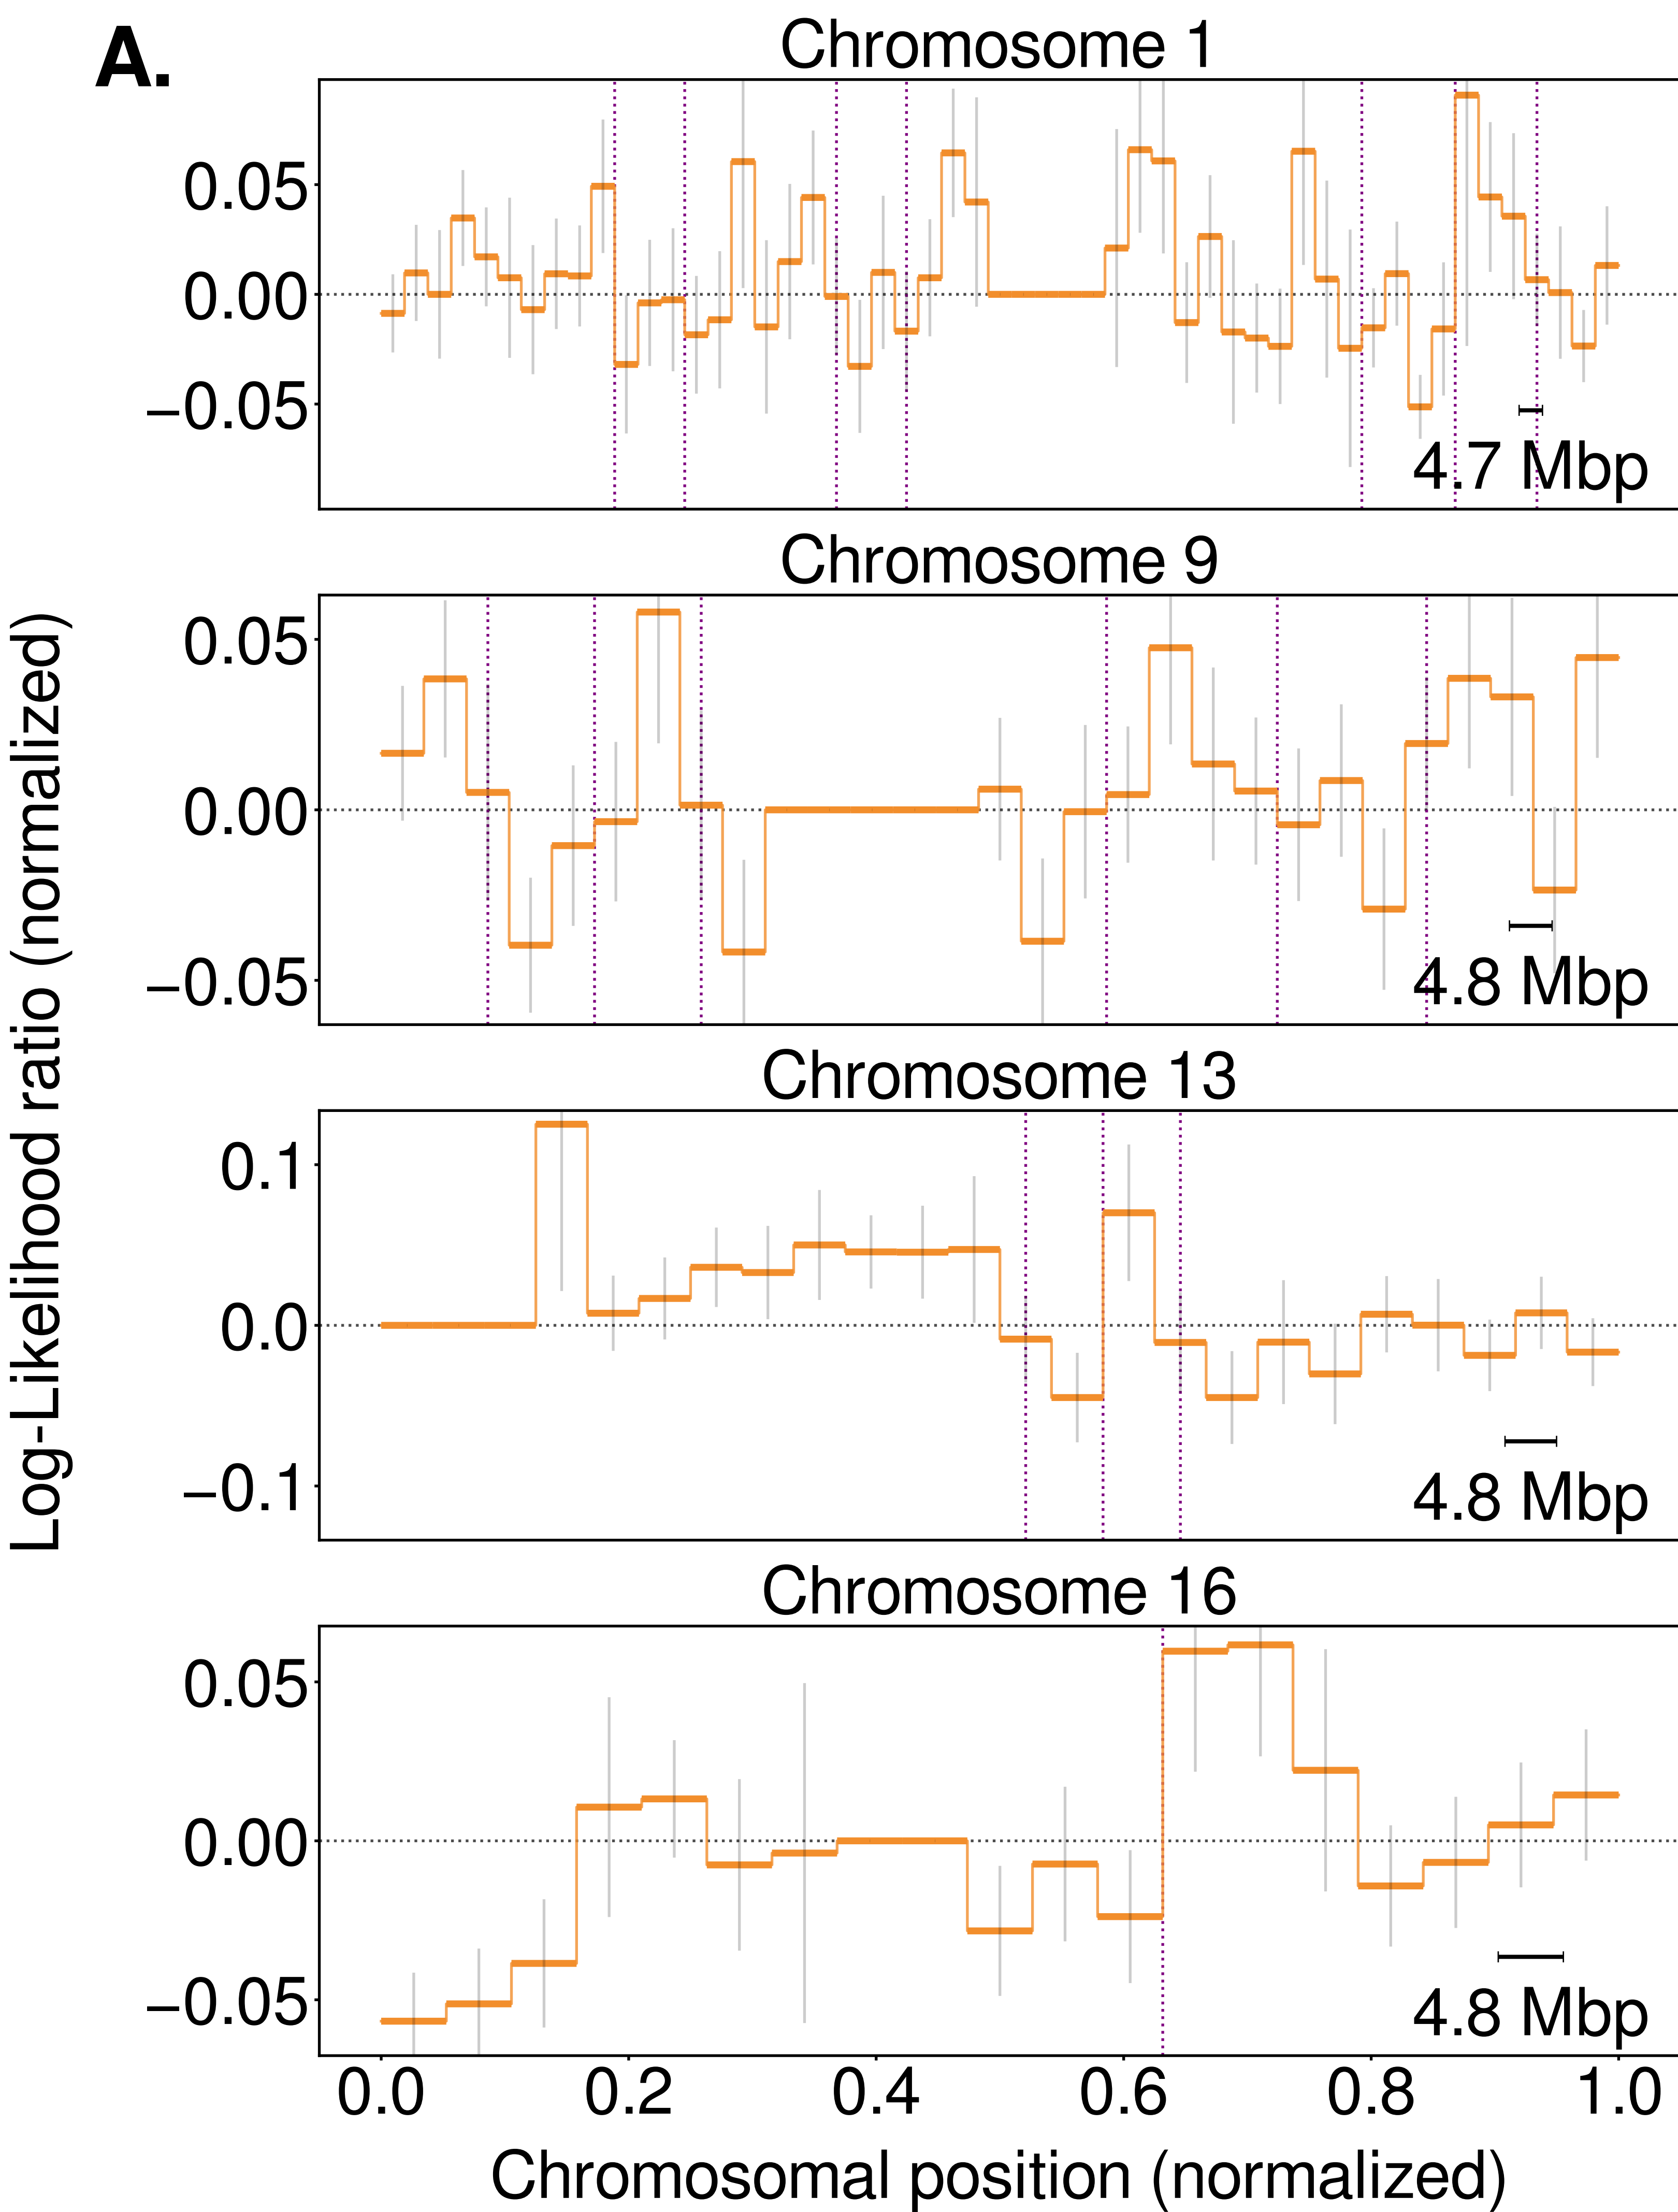 A.
Chromosome 1
0.05
0.00
−0.05
4.7 Mbp
Chromosome 9
0.05
0.00
−0.05
4.8 Mbp
Log-Likelihood ratio (normalized)
Chromosome 13
0.1
0.0
−0.1
4.8 Mbp
Chromosome 16
0.05
0.00
−0.05
4.8 Mbp
0.0 0.2 0.4 0.6 0.8 1.0
Chromosomal position (normalized)